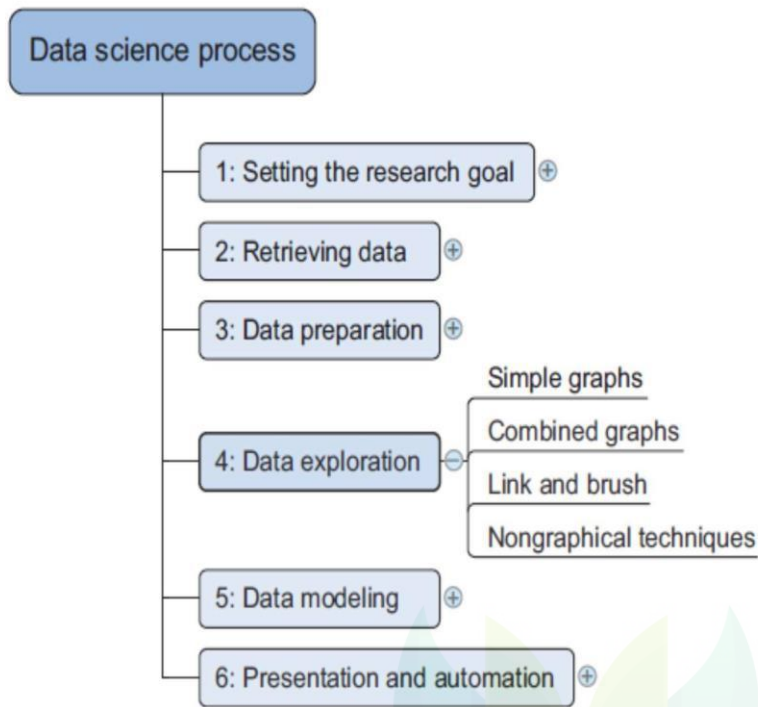 Data science process
1: Setting the research goal
2: Retrieving data
3: Data preparation
4: Data exploration
Simple graphs
Combined graphs
Link and brush
Nongraphical techniques
5: Data modeling
6: Presentation and automation